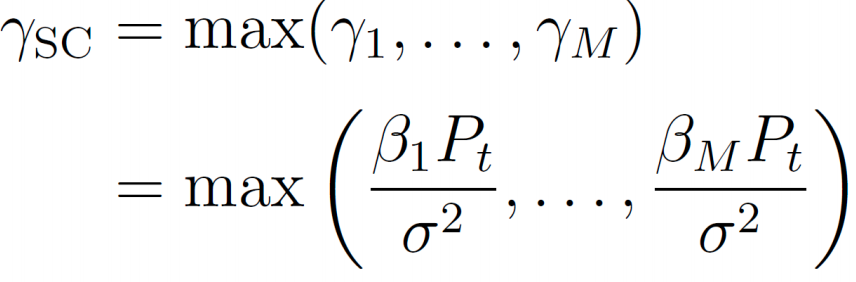 γ_SC = max(γ_1, . . . , γ_M)
= max(β_1 P_t / σ^2, . . . , β_M P_t / σ^2)